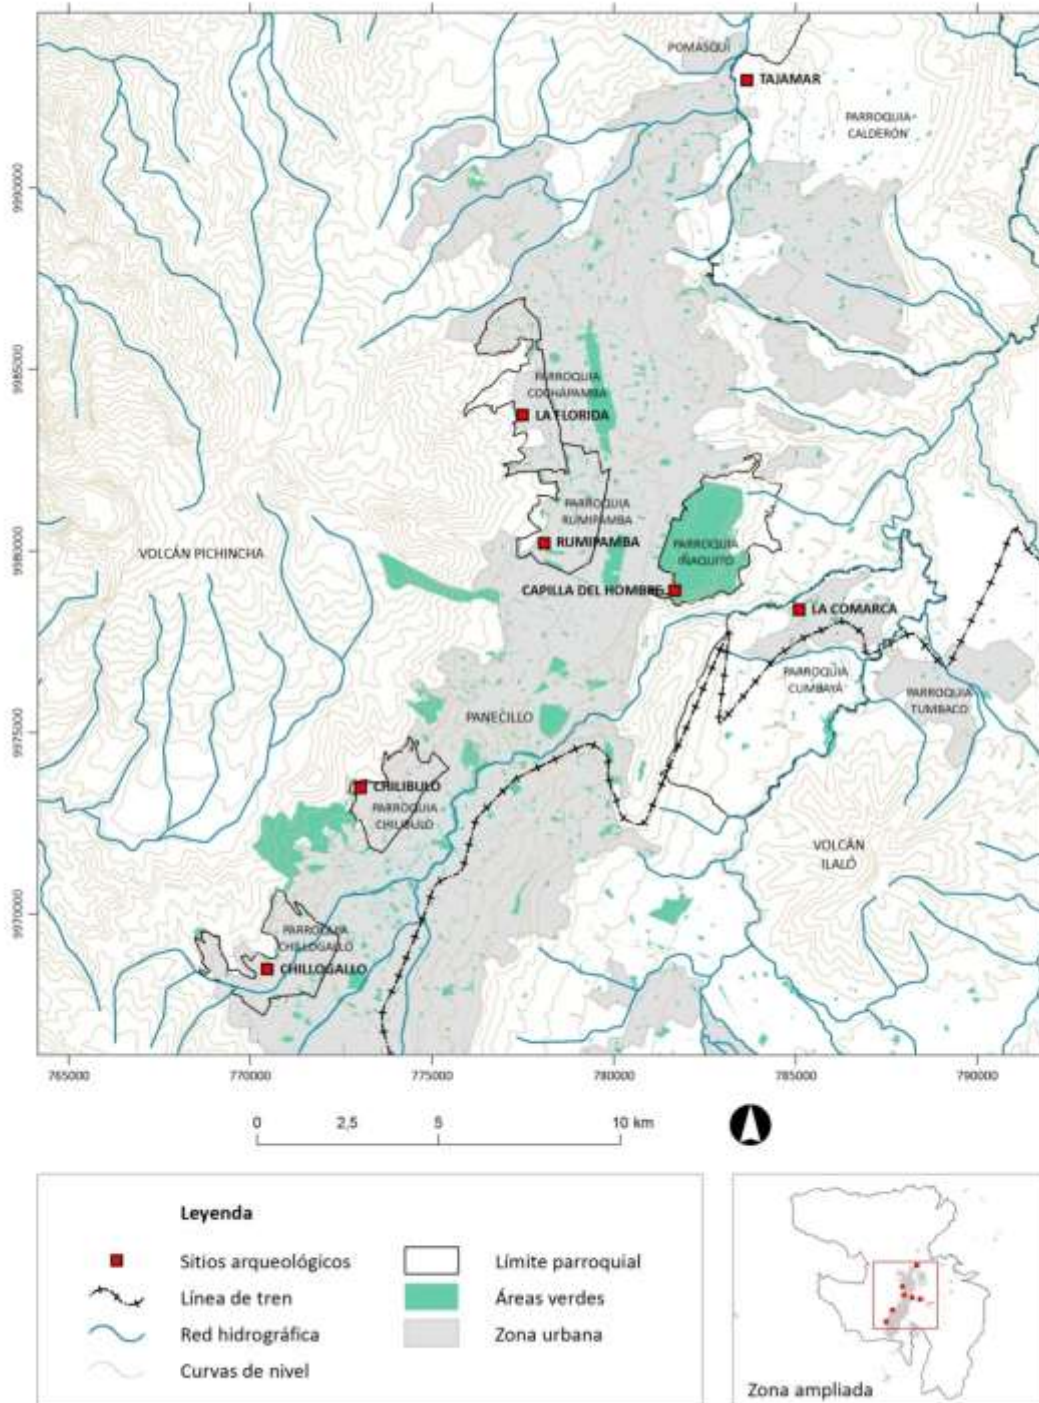 POMASQUI
TAJAMAR
PARROQUIA
CALDERÓN
9990000
9985000
PARROQUIA
COCHAPAMBA
LA FLORIDA
PARROQUIA
RUMIPAMBA
RUMIPAMBA
VOLCÁN PICHINCHA
9980000
PARROQUIA
IÑAQUITO
CAPILLA DEL HOMBRE
LA COMARCA
PARROQUIA
CUMBAYÁ
PARROQUIA
TUMBACO
PANECILLO
9975000
CHILIBULO
PARROQUIA
CHILIBULO
VOLCÁN
ILALÓ
9970000
PARROQUIA
CHILLOGALLO
CHILLOGALLO
765000
770000
775000
780000
785000
790000
0 2,5 5 10 km
Leyenda
Sitios arqueológicos
Línea de tren
Red hidrográfica
Curvas de nivel
Límite parroquial
Áreas verdes
Zona urbana
Zona ampliada